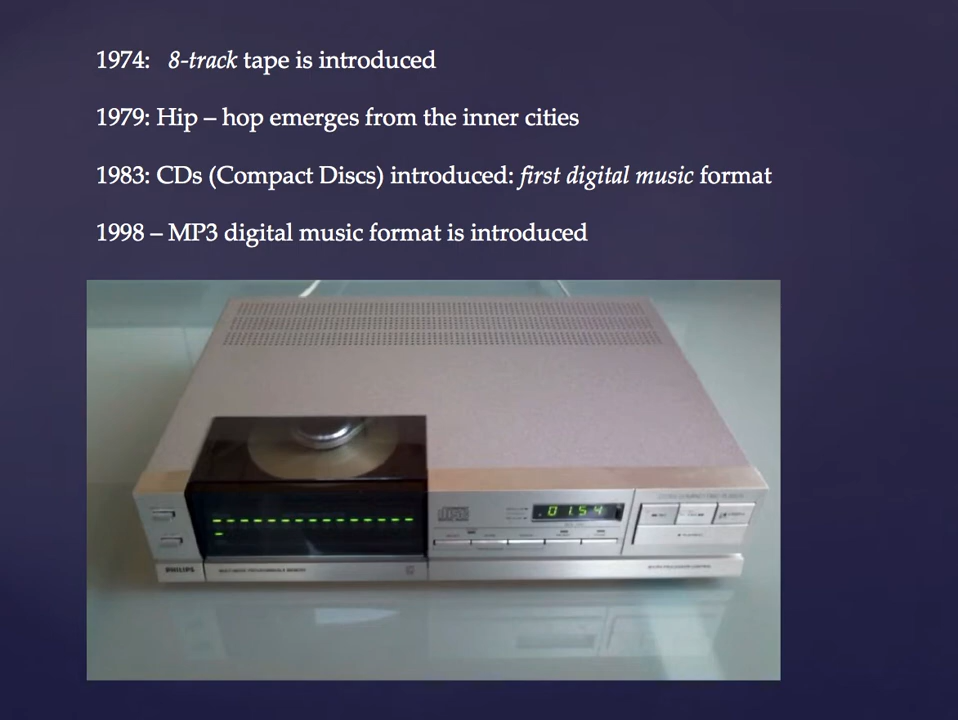 1974: 8-track tape is introduced
1979: Hip – hop emerges from the inner cities
1983: CDs (Compact Discs) introduced: first digital music format
1998 – MP3 digital music format is introduced
01.54
PHILIPS